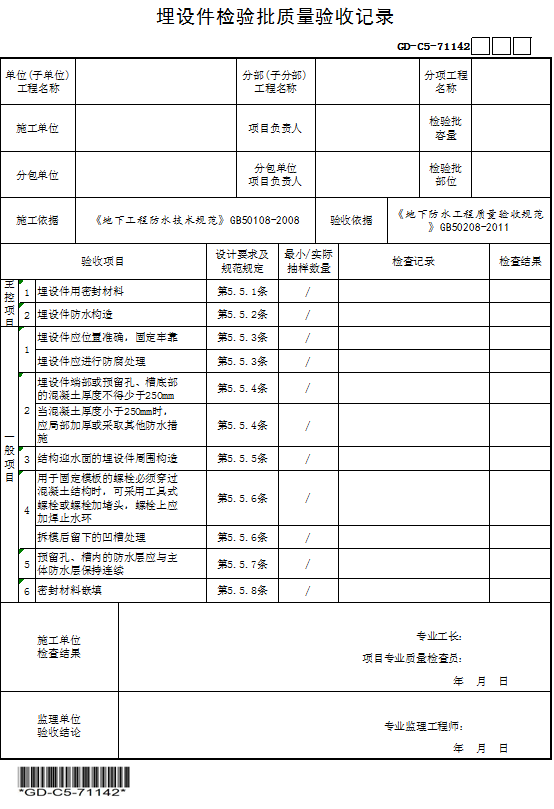 埋设件检验批质量验收记录
GD-C5-71142
单位(子单位)
工程名称
分部(子分部)
工程名称
分项工程
名称
施工单位
项目负责人
检验批
容量
分包单位
分包单位
项目负责人
检验批
部位
施工依据
《地下工程防水技术规范》GB50108-2008
验收依据
《地下防水工程质量验收规范
》GB50208-2011
验收项目
设计要求及
规范规定
最小/实际
抽样数量
检查记录
检查结果
主
控
项
目
1
埋设件用密封材料
第5.5.1条
/
2
埋设件防水构造
第5.5.2条
/
一
般
项
目
1
埋设件应位置准确，固定牢靠
第5.5.3条
/
埋设件应进行防腐处理
第5.5.3条
/
2
埋设件端部或预留孔、槽底部
的混凝土厚度不得少于250mm
第5.5.4条
/
当混凝土厚度小于250mm时，
应局部加厚或采取其他防水措
施
第5.5.4条
/
3
结构迎水面的埋设件周围构造
第5.5.5条
/
4
用于固定模板的螺栓必须穿过
混凝土结构时，可采用工具式
螺栓或螺栓加堵头，螺栓上应
加焊止水环
第5.5.6条
/
拆模后留下的凹槽处理
第5.5.6条
/
5
预留孔、槽内的防水层应与主
体防水层保持连续
第5.5.7条
/
6
密封材料嵌填
第5.5.8条
/
施工单位
检查结果
专业工长：
项目专业质量检查员：
年 月 日
监理单位
验收结论
专业监理工程师：
年 月 日
*GD-C5-71142*